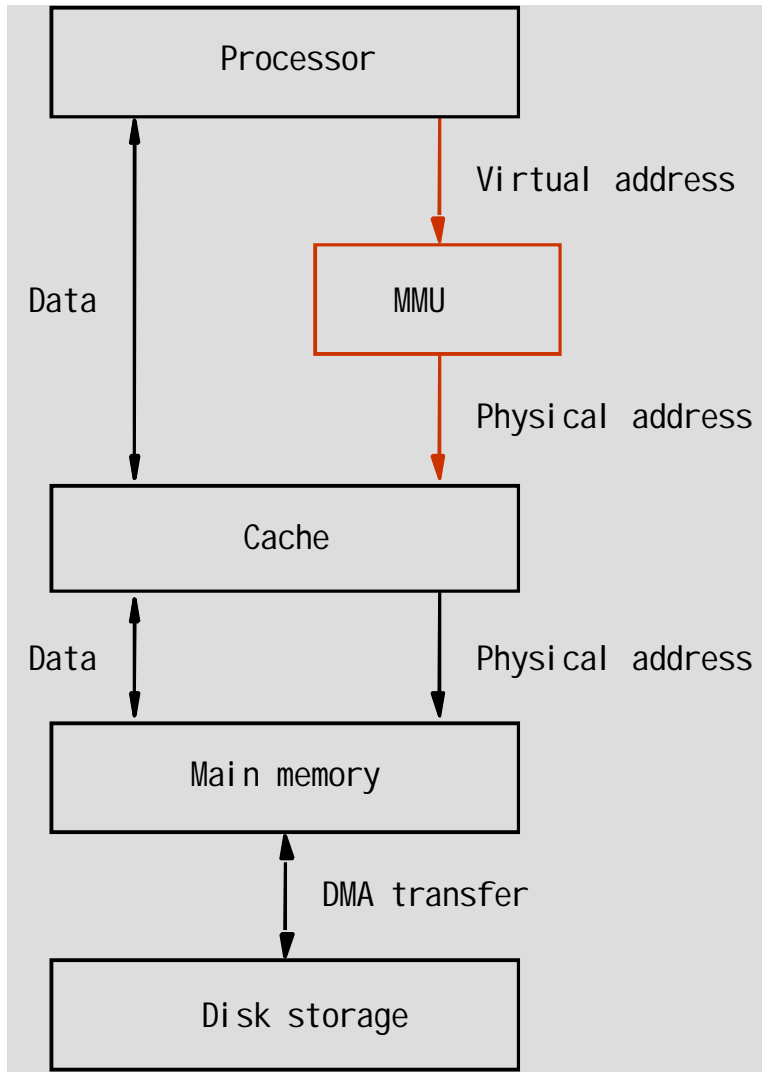 Processor
Virtual address
MMU
Data
Physical address
Cache
Data
Physical address
Main memory
DMA transfer
Disk storage